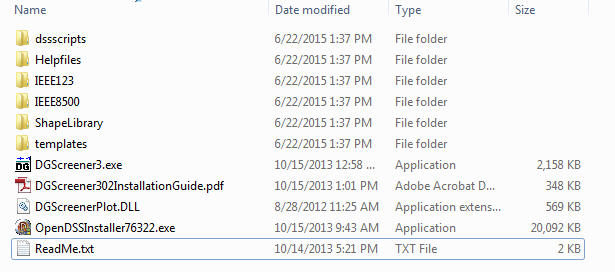 Name Date modified Type Size
dssscripts 6/22/2015 1:37 PM File folder
Helpfiles 6/22/2015 1:37 PM File folder
IEEE123 6/22/2015 1:37 PM File folder
IEEE8500 6/22/2015 1:37 PM File folder
ShapeLibrary 6/22/2015 1:37 PM File folder
templates 6/22/2015 1:37 PM File folder
DG DGScreener3.exe 10/15/2013 12:58 ... Application 2,158 KB
DGScreener302InstallationGuide.pdf 10/15/2013 1:01 PM Adobe Acrobat D... 348 KB
DGScreenerPlot.DLL 8/28/2012 11:25 AM Application exten... 569 KB
OpenDSSInstaller76322.exe 10/15/2013 9:43 AM Application 20,092 KB
ReadMe.txt 10/14/2013 5:21 PM TXT File 2 KB